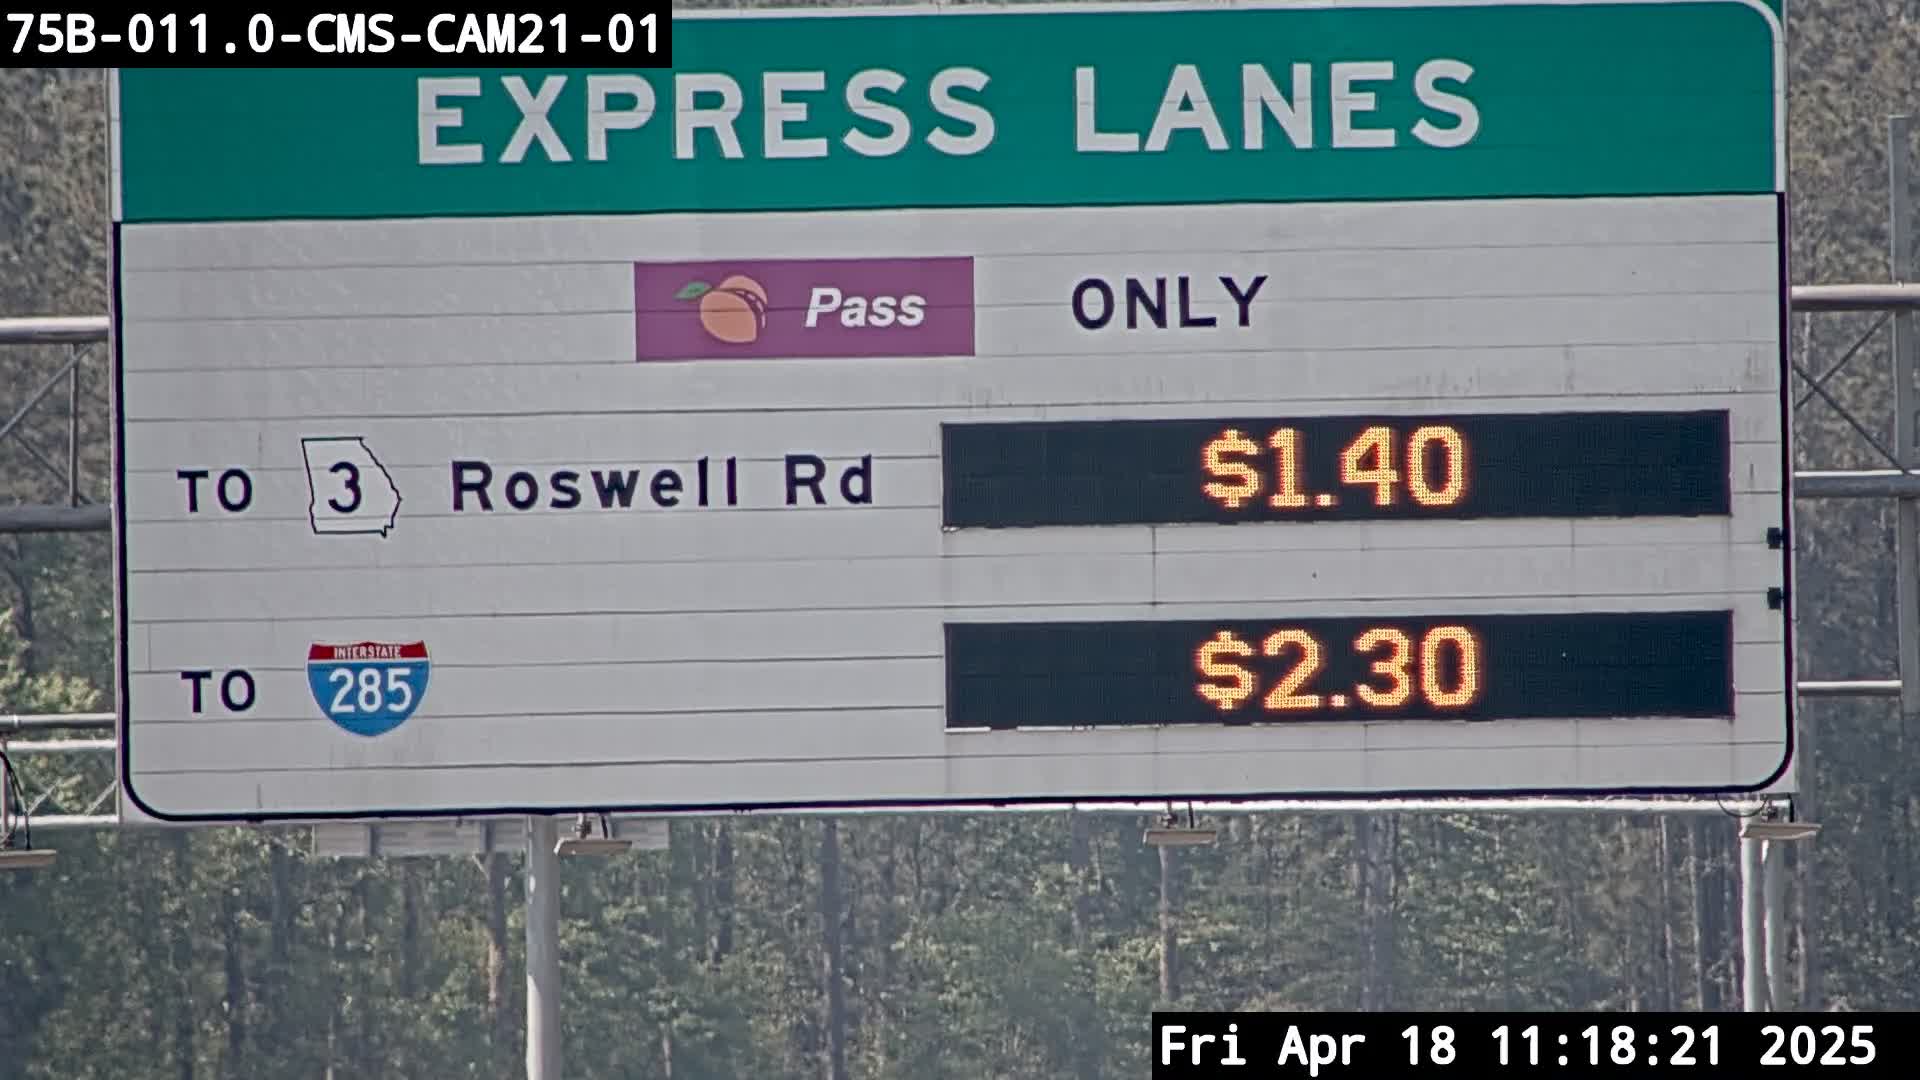 75B-011.0-CMS-CAM21-01
EXPRESS LANES
Pass ONLY
TO 3 Roswell Rd $1.40
INTERSTATE
TO 285 $2.30
Fri Apr 18 11:18:21 2025